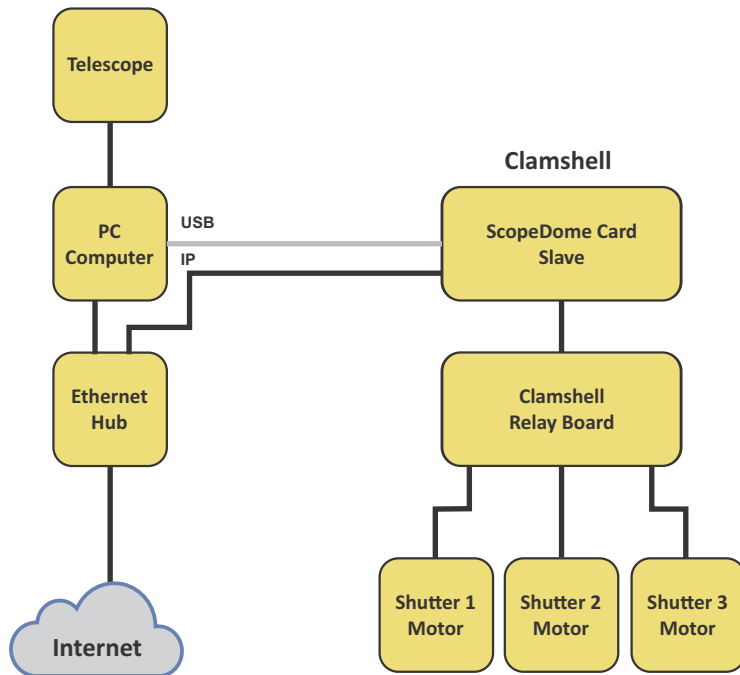 Telescope
Clamshell
PC
Computer
USB
IP
ScopeDome Card
Slave
Ethernet
Hub
Clamshell
Relay Board
Shutter 1
Motor
Shutter 2
Motor
Shutter 3
Motor
Internet